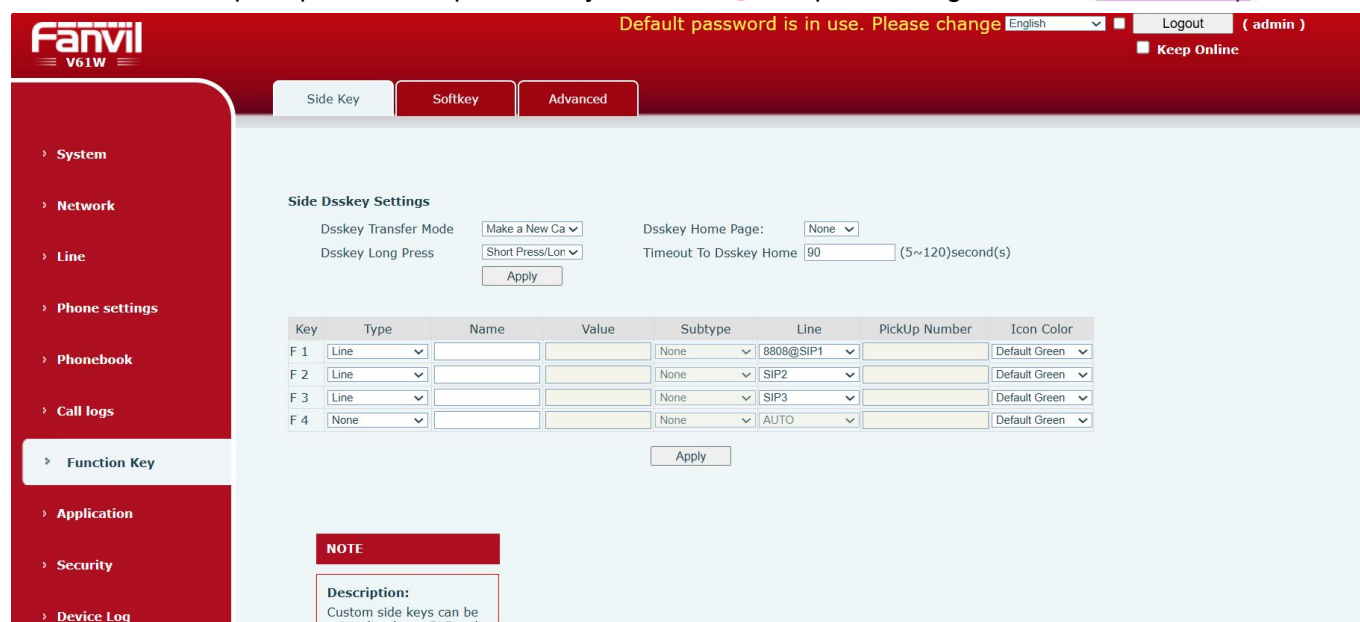 Default password is in use. Please change English Logout ( admin )
Fanvil
V61W
Keep Online
Side Key Softkey Advanced
System
Network
Line
Phone settings
Phonebook
Call logs
Function Key
Application
Security
Device Log
Side Dsskey Settings
Dsskey Transfer Mode Make a New Ca Dsskey Home Page: None
Dsskey Long Press Short Press/Lon Timeout To Dsskey Home 90 (5~120)second(s)
Apply
Key Type Name Value Subtype Line PickUp Number Icon Color
F 1 Line None 8808@SIP1 Default Green
F 2 Line None SIP2 Default Green
F 3 Line None SIP3 Default Green
F 4 None None AUTO Default Green
Apply
NOTE
Description:
Custom side keys can be